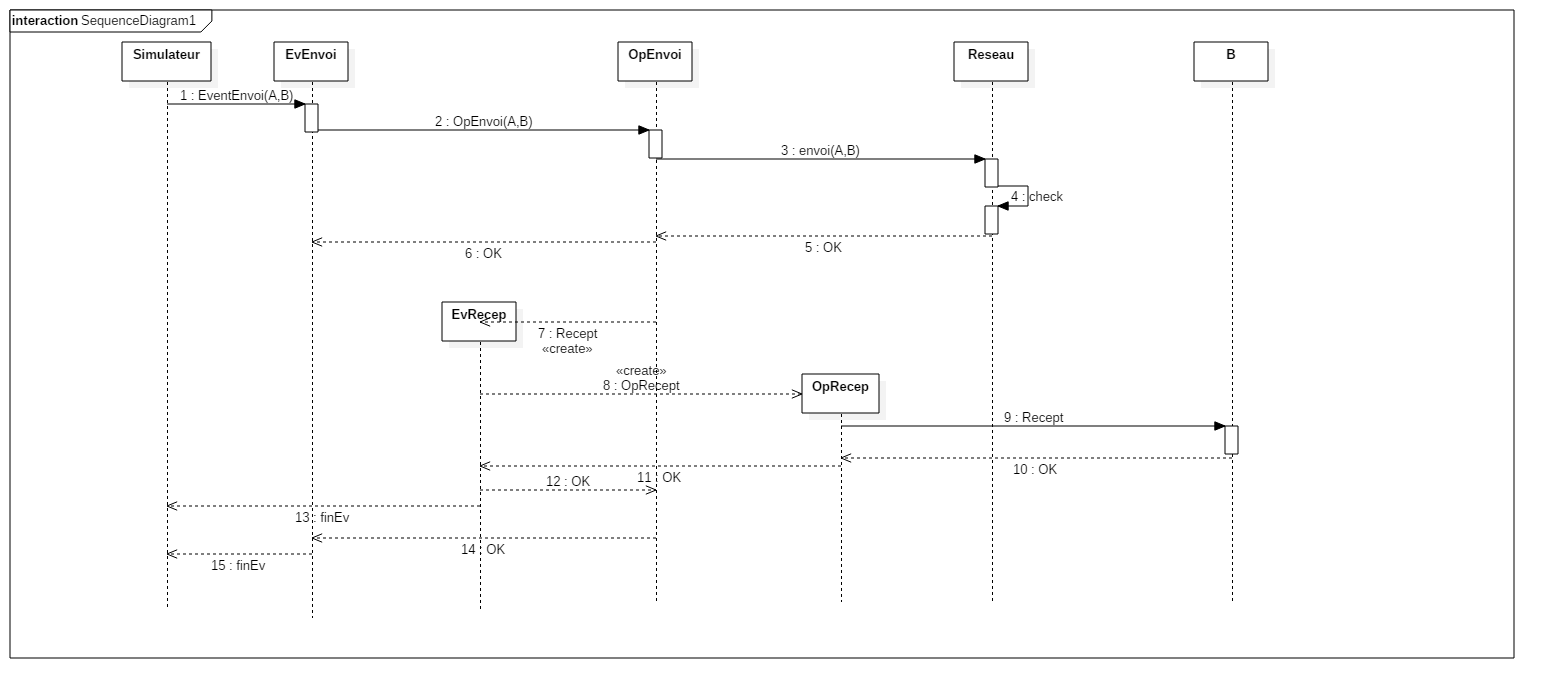 interaction SequenceDiagram1
Simulateur
EvEnvoi
OpEnvoi
Reseau
B
1 : EventEnvoi(A,B)
2 : OpEnvoi(A,B)
3 : envoi(A,B)
4 : check
5 : OK
6 : OK
EvRecep
7 : Recept
«create»
«create»
8 : OpRecept
OpRecep
9 : Recept
10 : OK
11 : OK
12 : OK
13 : finEv
14 : OK
15 : finEv